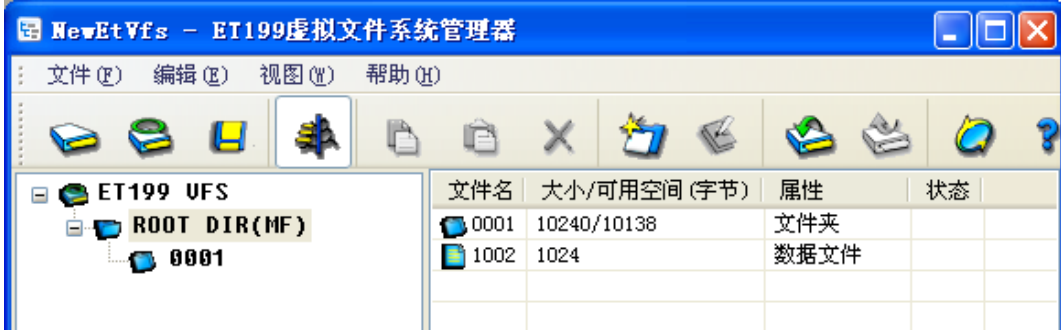 NewEtVfs - ET199虚拟文件系统管理器
文件(F) 编辑(E) 视图(W) 帮助(H)
ET199 VFS
ROOT DIR(MF)
0001
文件名 大小/可用空间(字节) 属性 状态
0001 10240/10138 文件夹
1002 1024 数据文件